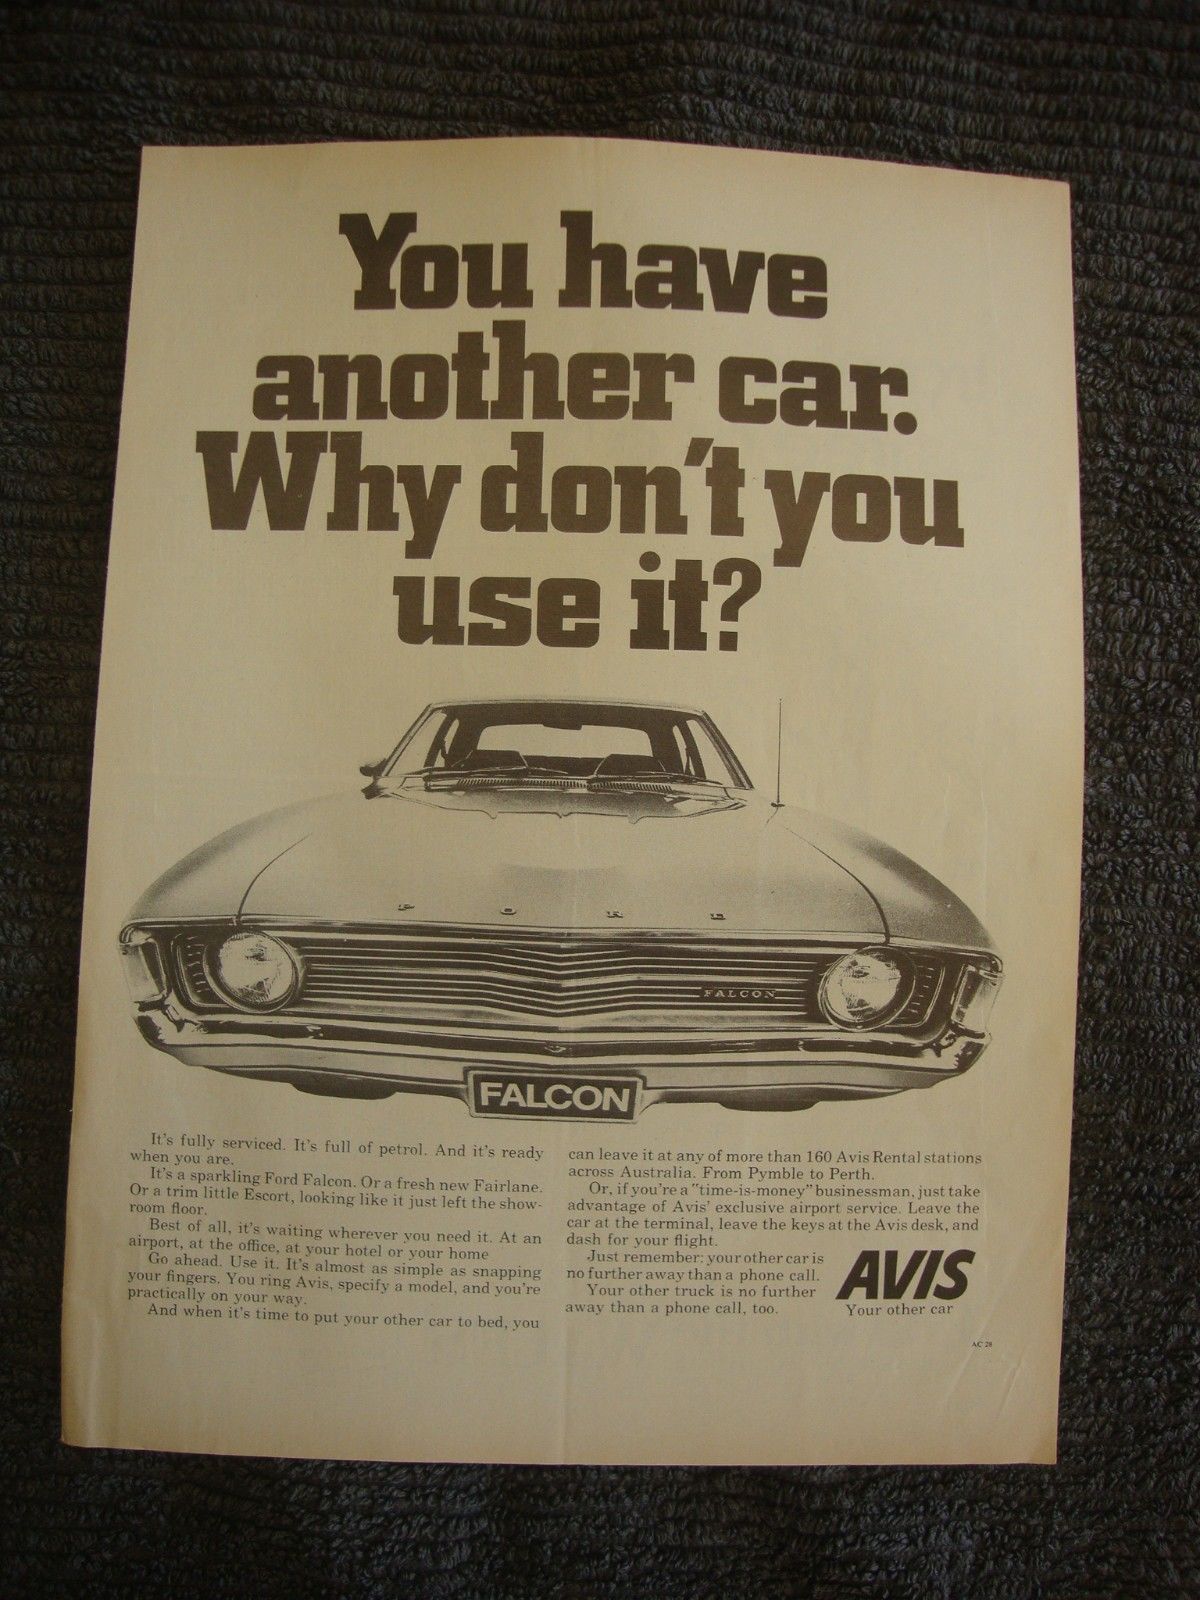 You have
another car.
Why don't you
use it?
FORD
FALCON
FALCON
It's fully serviced. It's full of petrol. And it's ready
when you are.
It's a sparkling Ford Falcon. Or a fresh new Fairlane.
Or a trim little Escort, looking like it just left the show-
room floor.
Best of all, it's waiting wherever you need it. At an
airport, at the office, at your hotel or your home
Go ahead. Use it. It's almost as simple as snapping
your fingers. You ring Avis, specify a model, and you're
practically on your way.
And when it's time to put your other car to bed, you
can leave it at any of more than 160 Avis Rental stations
across Australia. From Pymble to Perth.
Or, if you're a "time-is-money" businessman, just take
advantage of Avis' exclusive airport service. Leave the
car at the terminal, leave the keys at the Avis desk, and
dash for your flight.
Just remember: your other car is
no further away than a phone call.
Your other truck is no further
away than a phone call, too.
AVIS
Your other car
AC 28